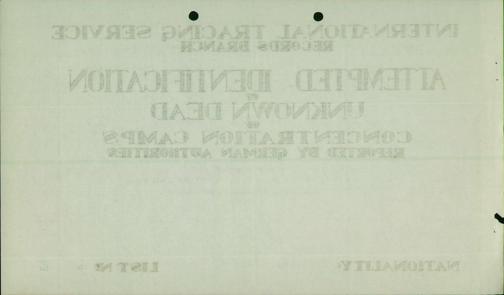 INTERNATIONAL TRACING SERVICE
RECORDS BRANCH
ATTEMPTED IDENTIFICATION
OF
UNKNOWN DEAD
OF
CONCENTRATION CAMPS
REPORTED BY GERMAN AUTHORITIES
NATIONALITY:
LIST Nº